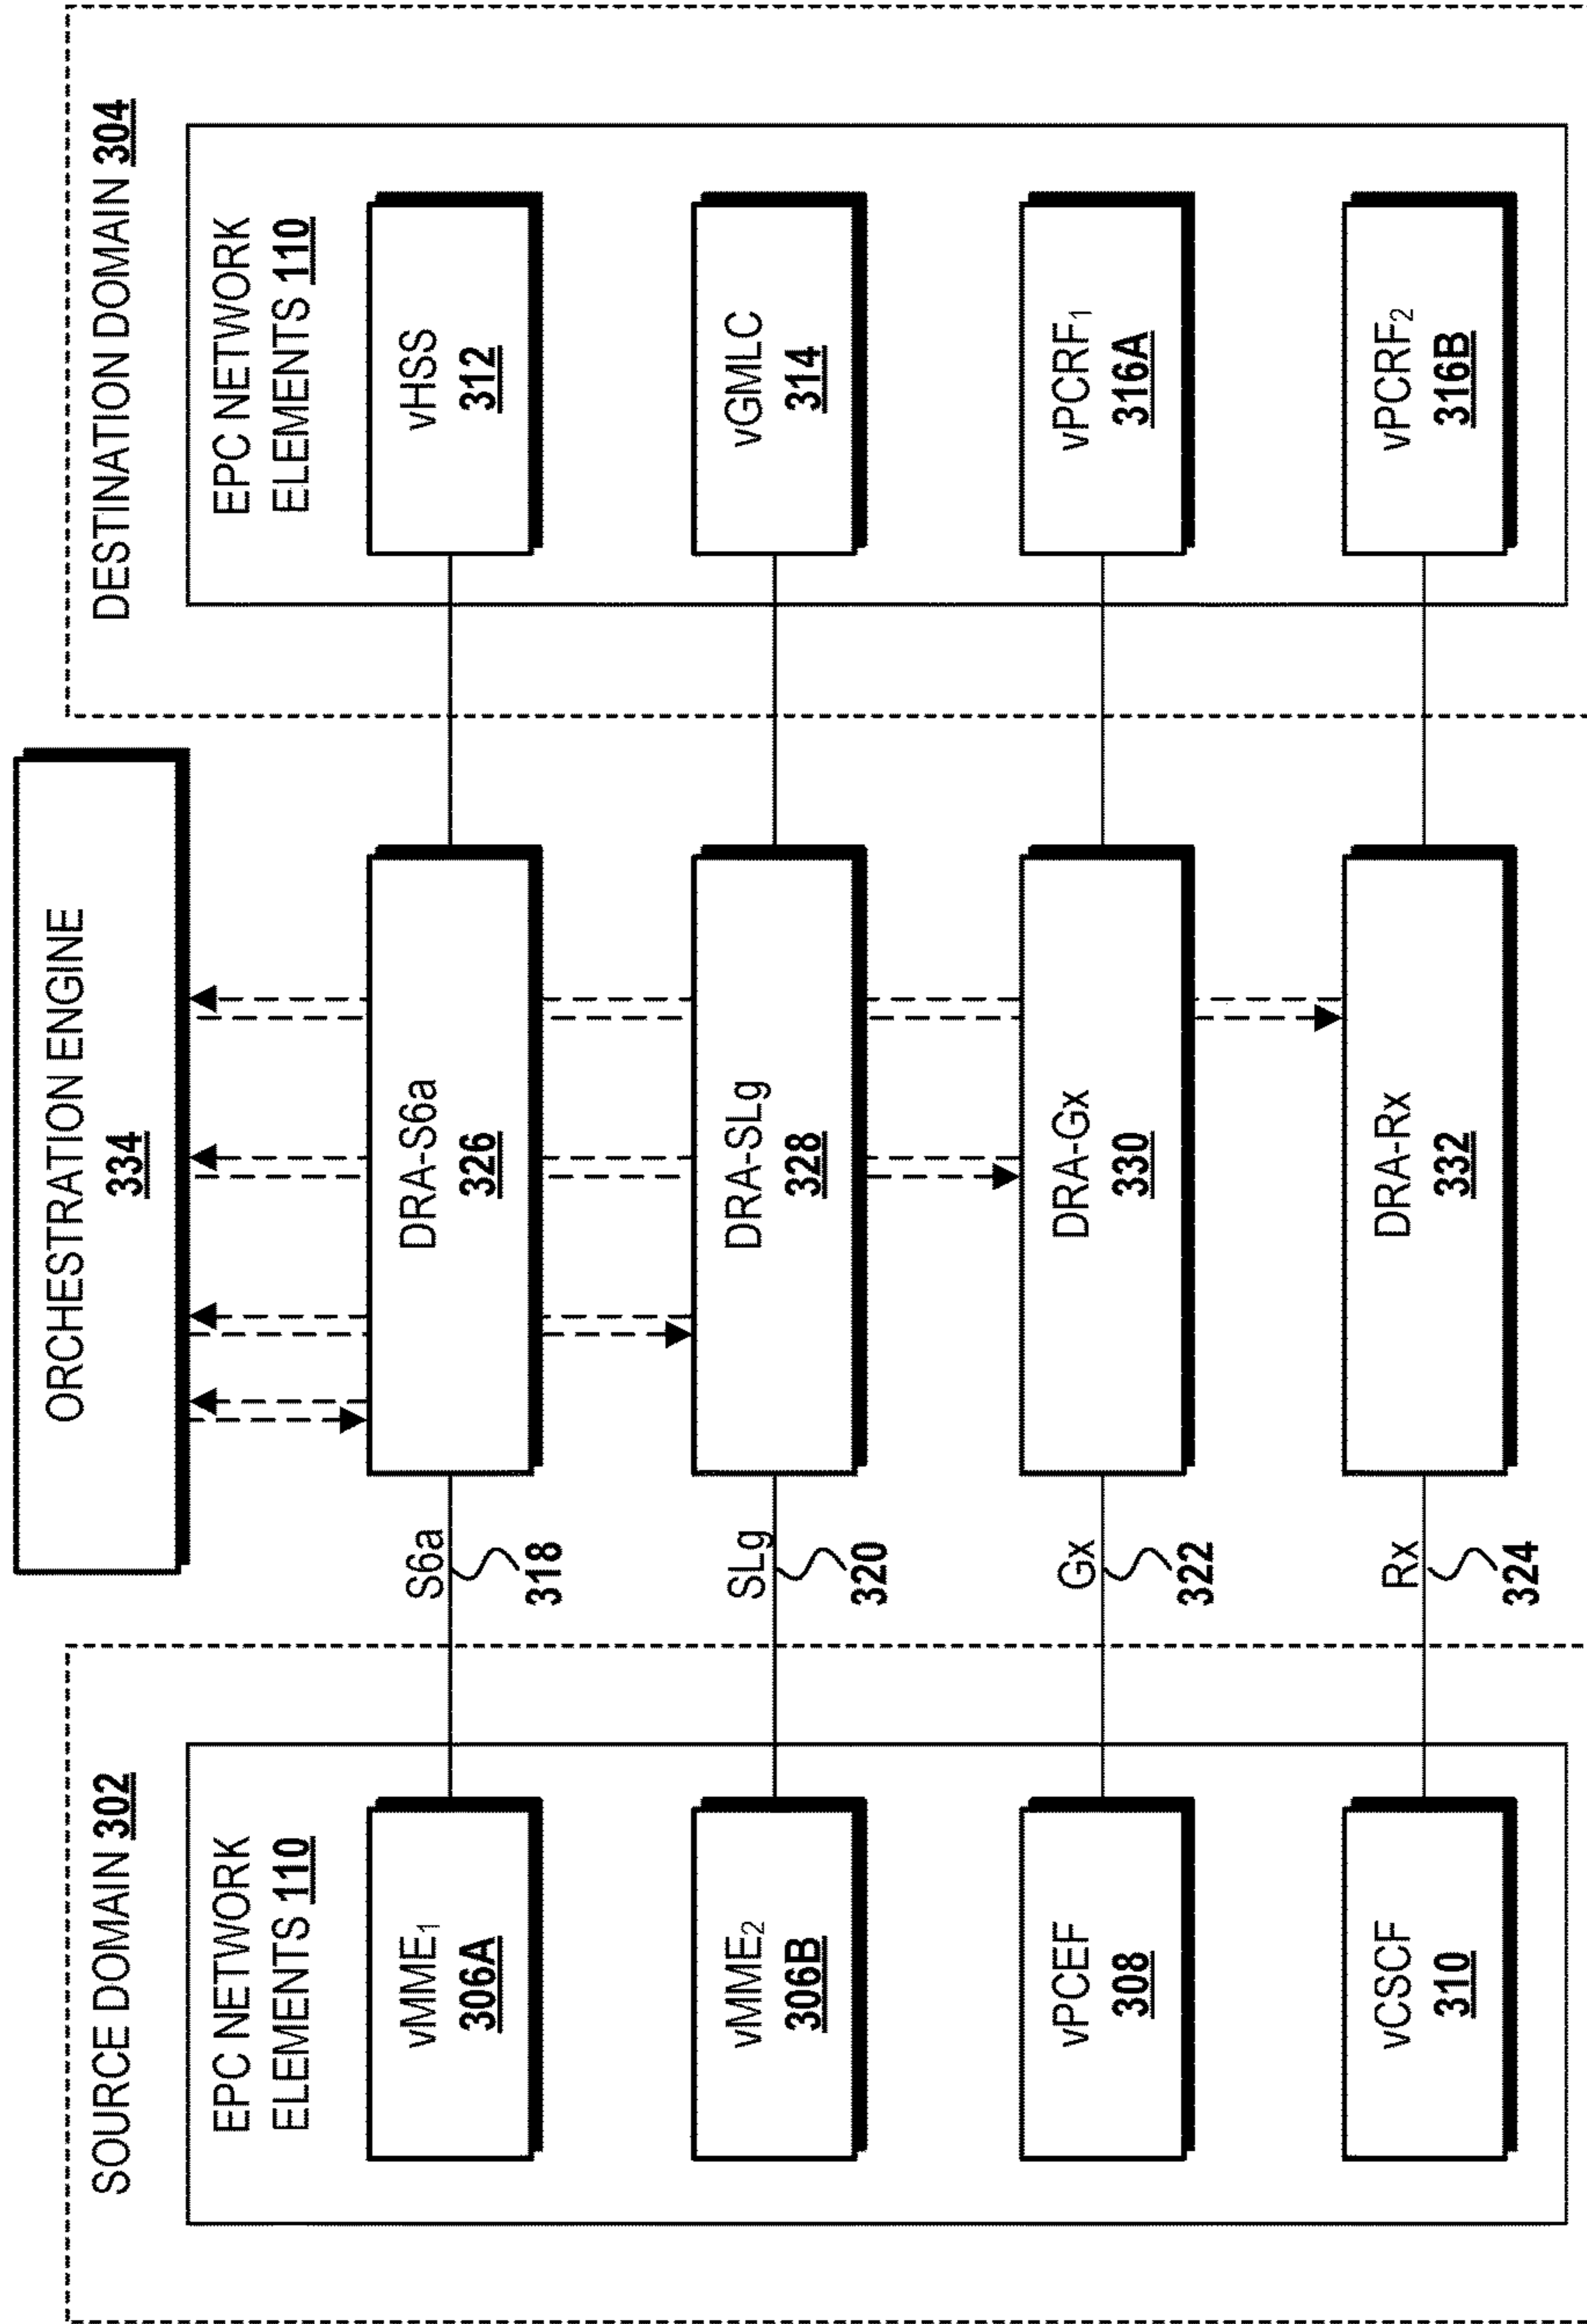 ORCHESTRATION ENGINE
334
SOURCE DOMAIN 302
EPC NETWORK
ELEMENTS 110
vMME1
306A
vMME2
306B
vPCEF
308
vCSCF
310
S6a
318
SLg
320
Gx
322
Rx
324
DRA-S6a
326
DRA-SLg
328
DRA-Gx
330
DRA-Rx
332
DESTINATION DOMAIN 304
EPC NETWORK
ELEMENTS 110
vHSS
312
vGMLC
314
vPCRF1
316A
vPCRF2
316B